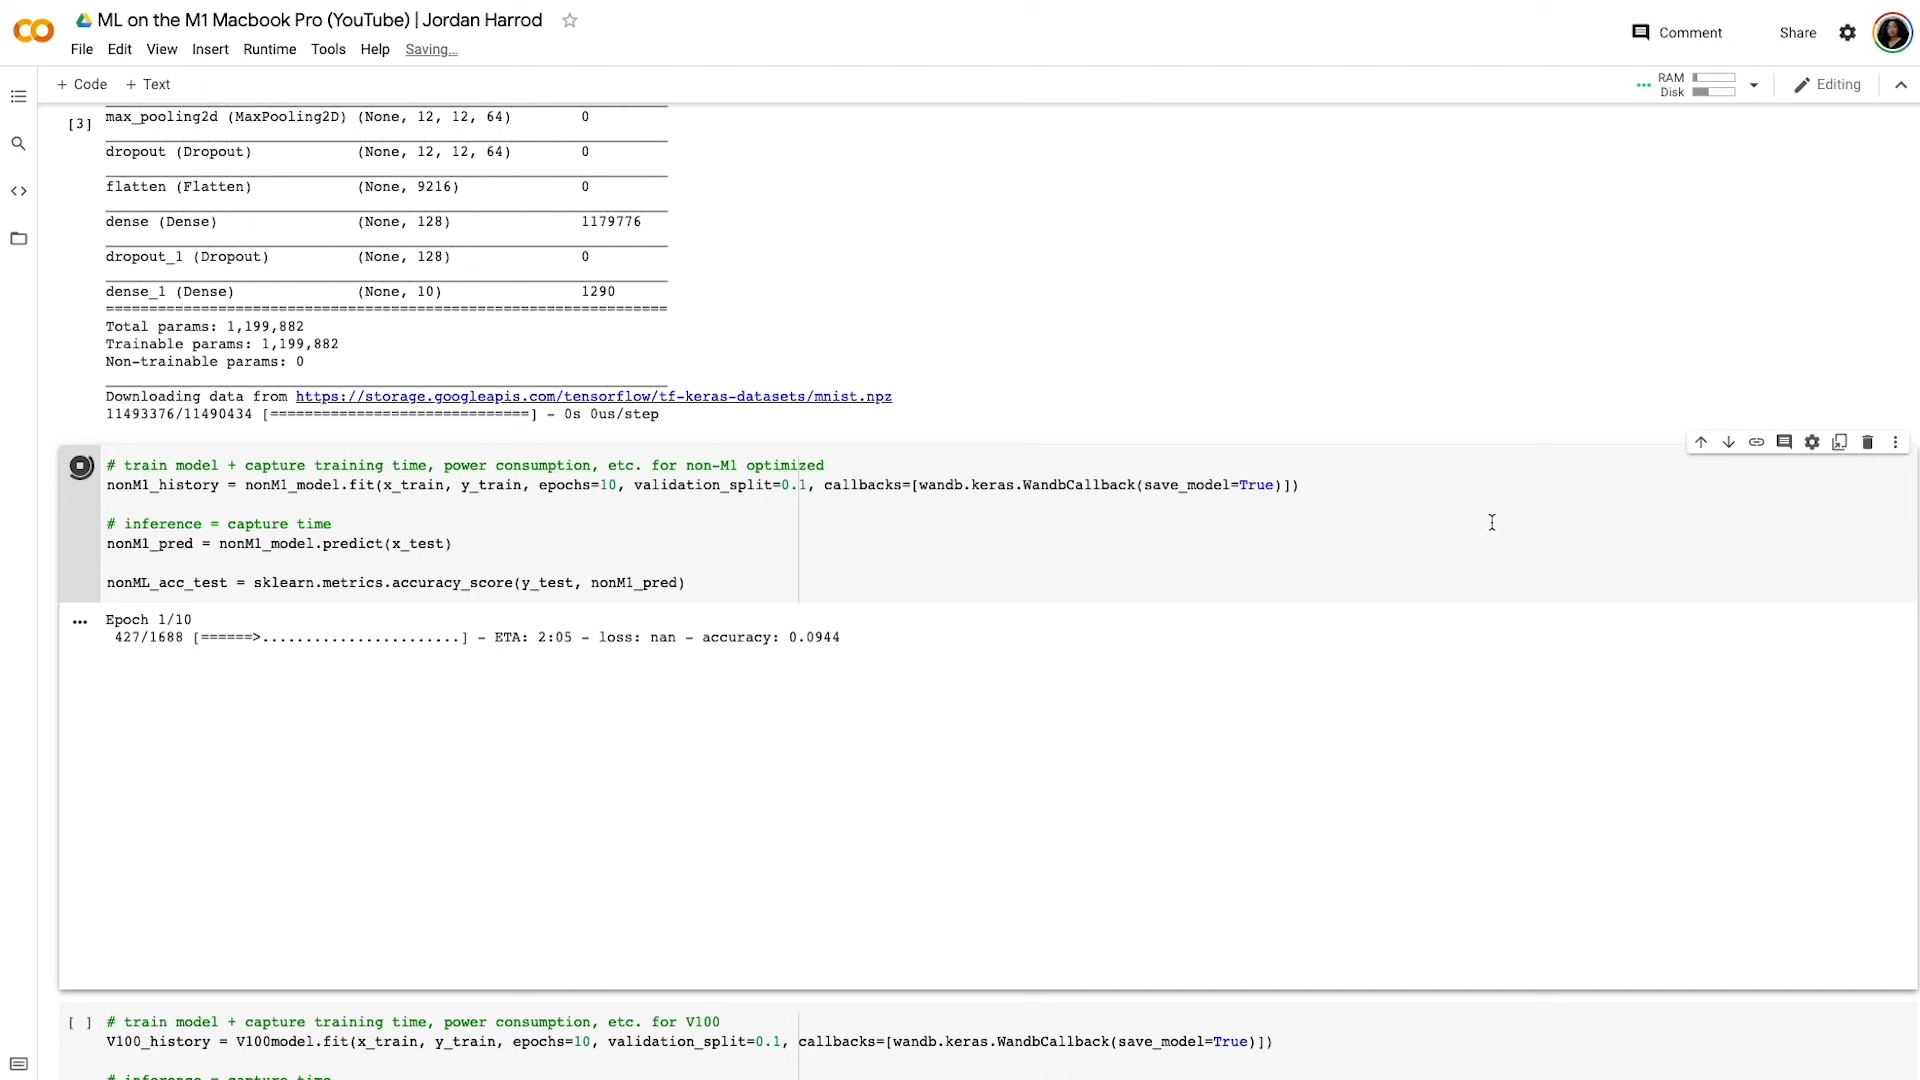 ML on the M1 Macbook Pro (YouTube) | Jordan Harrod
File Edit View Insert Runtime Tools Help Saving...
Comment Share
+ Code + Text
RAM
Disk
Editing
[3]
max_pooling2d (MaxPooling2D) (None, 12, 12, 64) 0
dropout (Dropout) (None, 12, 12, 64) 0
flatten (Flatten) (None, 9216) 0
dense (Dense) (None, 128) 1179776
dropout_1 (Dropout) (None, 128) 0
dense_1 (Dense) (None, 10) 1290
=================================================================
Total params: 1,199,882
Trainable params: 1,199,882
Non-trainable params: 0
Downloading data from https://storage.googleapis.com/tensorflow/tf-keras-datasets/mnist.npz
11493376/11490434 [==============================] - 0s 0us/step
# train model + capture training time, power consumption, etc. for non-M1 optimized
nonM1_history = nonM1_model.fit(x_train, y_train, epochs=10, validation_split=0.1, callbacks=[wandb.keras.WandbCallback(save_model=True)])
# inference = capture time
nonM1_pred = nonM1_model.predict(x_test)
nonML_acc_test = sklearn.metrics.accuracy_score(y_test, nonM1_pred)
... Epoch 1/10
427/1688 [======>.......................] - ETA: 2:05 - loss: nan - accuracy: 0.0944
[ ] # train model + capture training time, power consumption, etc. for V100
V100_history = V100model.fit(x_train, y_train, epochs=10, validation_split=0.1, callbacks=[wandb.keras.WandbCallback(save_model=True)])
# inference = capture time